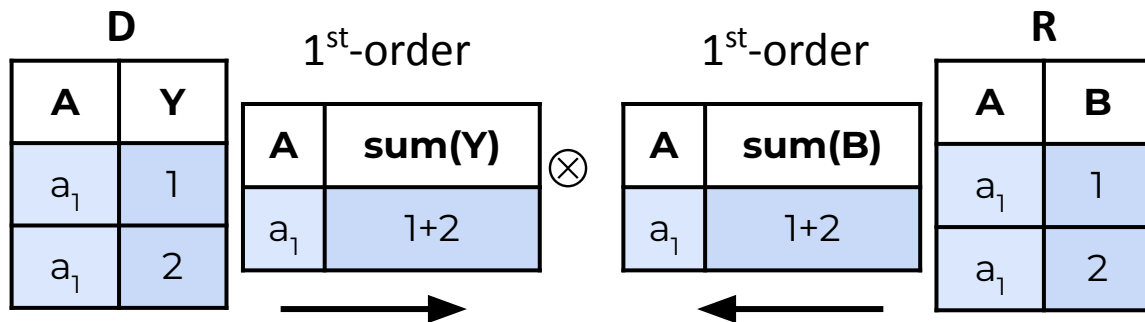 D
A Y
a₁ 1
a₁ 2
1ˢᵗ-order
A sum(Y)
a₁ 1+2
⊗
1ˢᵗ-order
A sum(B)
a₁ 1+2
R
A B
a₁ 1
a₁ 2